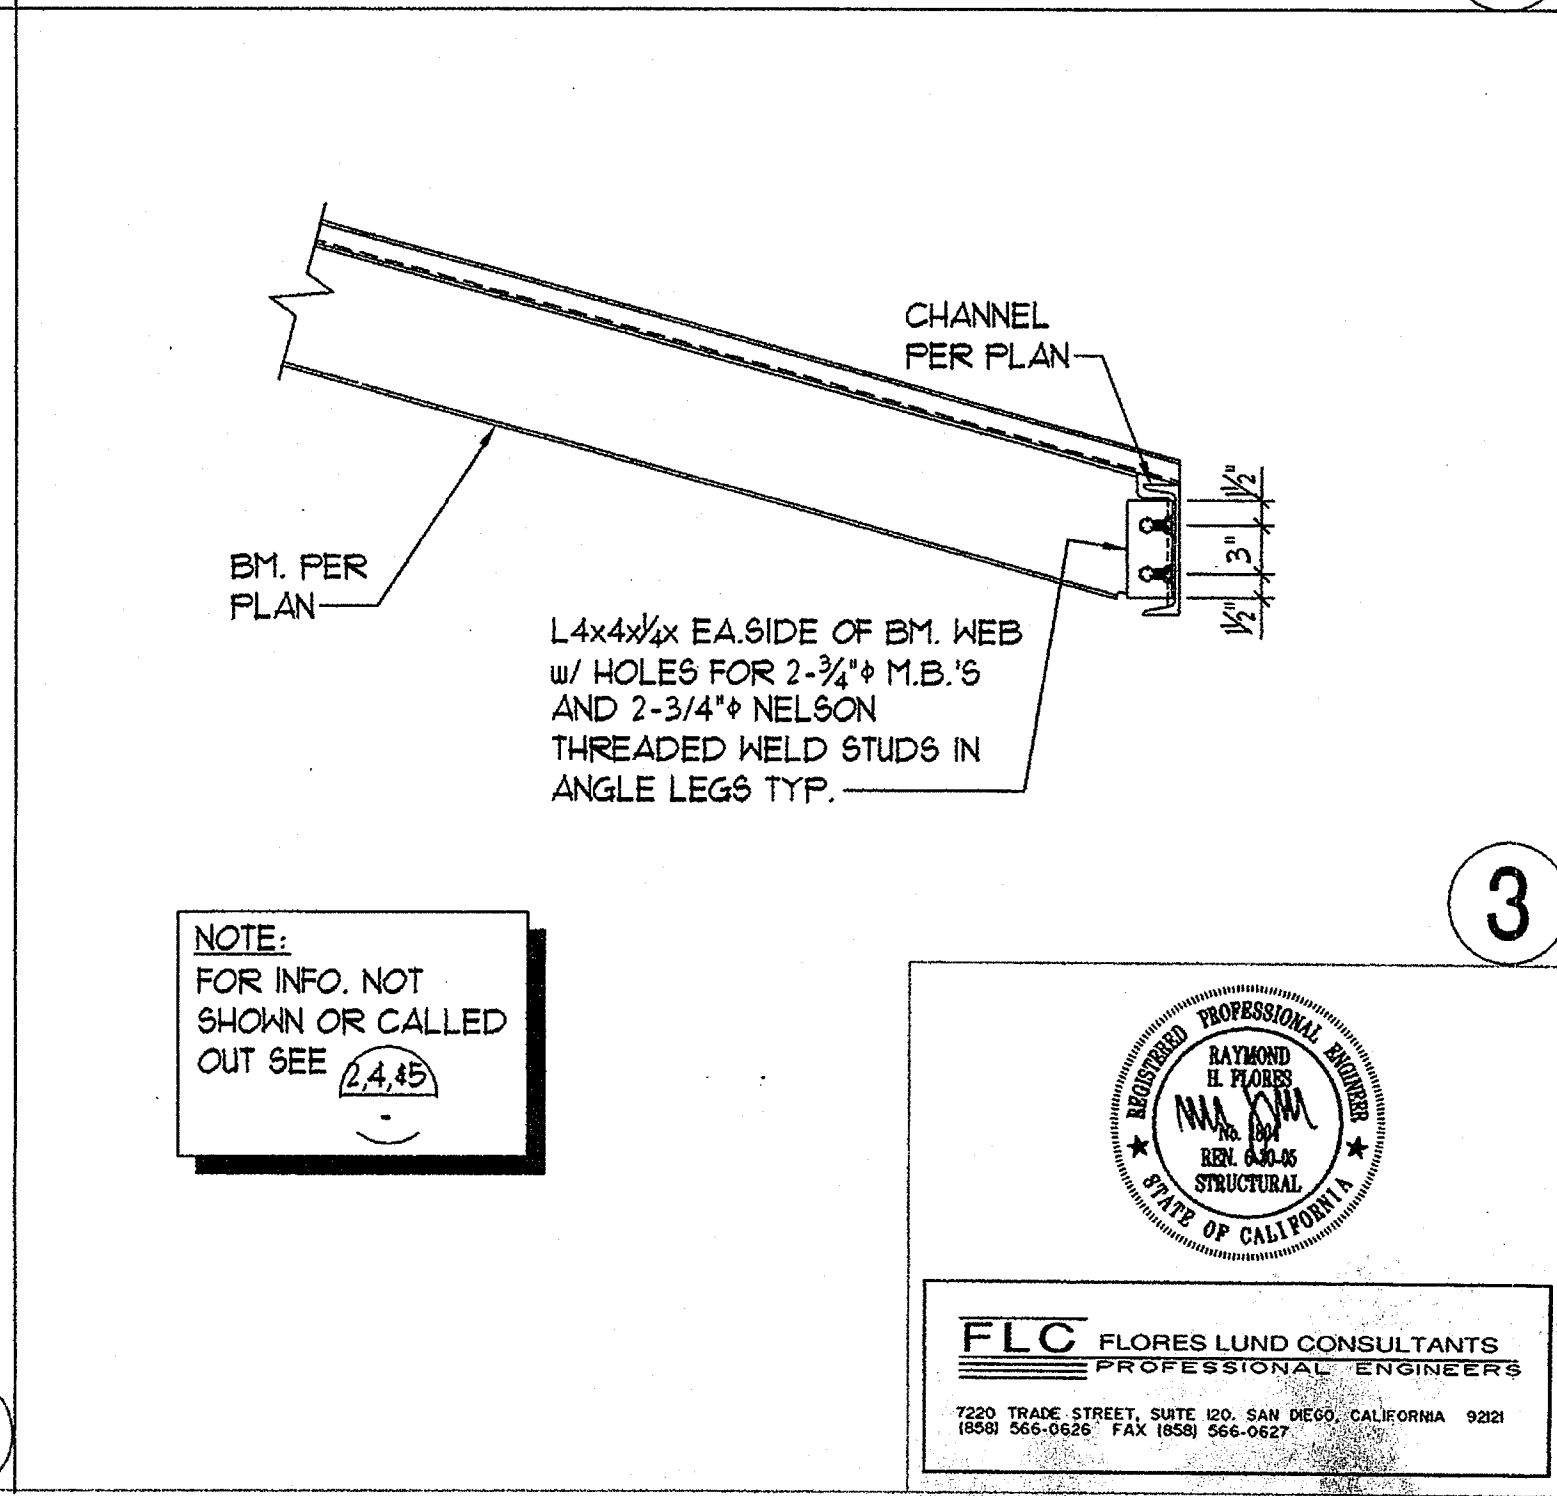 CHANNEL
PER PLAN
1½"
3"
1½"
BM. PER
PLAN
L4x4x¼x EA.SIDE OF BM. WEB
w/ HOLES FOR 2-¾"ϕ M.B.'S
AND 2-3/4"ϕ NELSON
THREADED WELD STUDS IN
ANGLE LEGS TYP.
3
NOTE:
FOR INFO. NOT
SHOWN OR CALLED
OUT SEE 2,4,&5
-
REGISTERED PROFESSIONAL ENGINEER
RAYMOND
H. FLORES
No.
REN.
STRUCTURAL
STATE OF CALIFORNIA
FLC FLORES LUND CONSULTANTS
PROFESSIONAL ENGINEERS
7220 TRADE STREET, SUITE 120. SAN DIEGO, CALIFORNIA 92121
(858) 566-0626 FAX (858) 566-0627